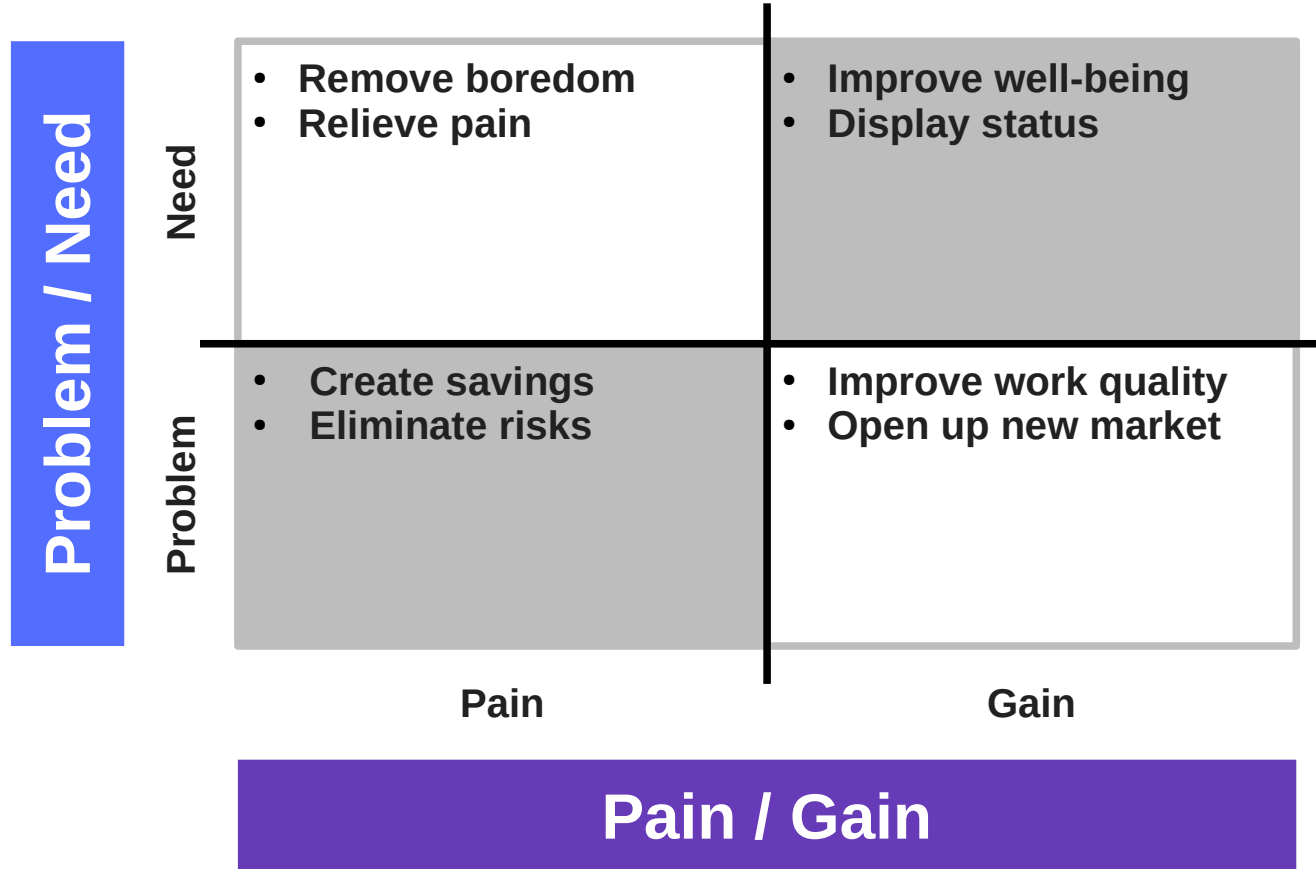 Problem / Need
Need
• Remove boredom
• Relieve pain
• Improve well-being
• Display status
Problem
• Create savings
• Eliminate risks
• Improve work quality
• Open up new market
Pain
Gain
Pain / Gain